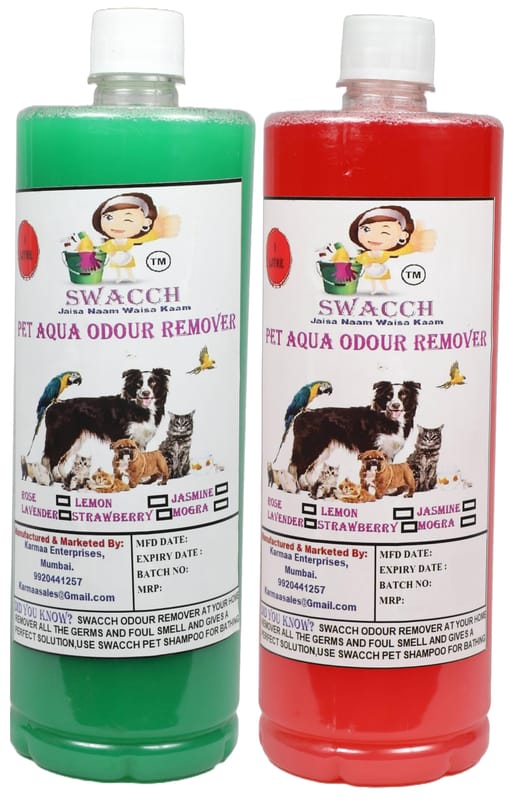 1
LITRE
TM
SWACCH
Jaisa Naam Waisa Kaam
PET AQUA ODOUR REMOVER
ROSE LEMON JASMINE
LAVENDER STRAWBERRY MOGRA
Manufactured & Marketed By:
Karmaa Enterprises,
Mumbai.
9920441257
Karmaasales@Gmail.com
MFD DATE:
EXPIRY DATE :
BATCH NO:
MRP:
DID YOU KNOW? SWACCH ODOUR REMOVER AT YOUR HOME
REMOVER ALL THE GERMS AND FOUL SMELL AND GIVES A
PERFECT SOLUTION,USE SWACCH PET SHAMPOO FOR BATHING
1
LITRE
TM
SWACCH
Jaisa Naam Waisa Kaam
PET AQUA ODOUR REMOVER
ROSE LEMON JASMINE
LAVENDER STRAWBERRY MOGRA
Manufactured & Marketed By:
Karmaa Enterprises,
Mumbai.
9920441257
Karmaasales@Gmail.com
MFD DATE:
EXPIRY DATE :
BATCH NO:
MRP:
DID YOU KNOW? SWACCH ODOUR REMOVER AT YOUR HOME
REMOVER ALL THE GERMS AND FOUL SMELL AND GIVES A
PERFECT SOLUTION,USE SWACCH PET SHAMPOO FOR BATHING